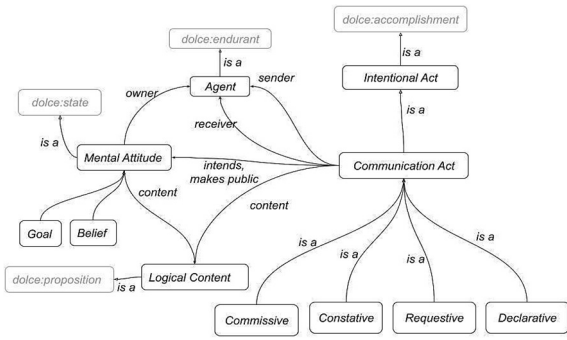 dolce:accomplishment
dolce:endurant
is a
is a
Agent
sender
Intentional Act
owner
dolce:state
is a
receiver
is a
Mental Attitude
intends,
makes public
Communication Act
content
content
Goal
Belief
is a
is a
is a
is a
dolce:proposition
is a
Logical Content
Commissive
Constative
Requestive
Declarative